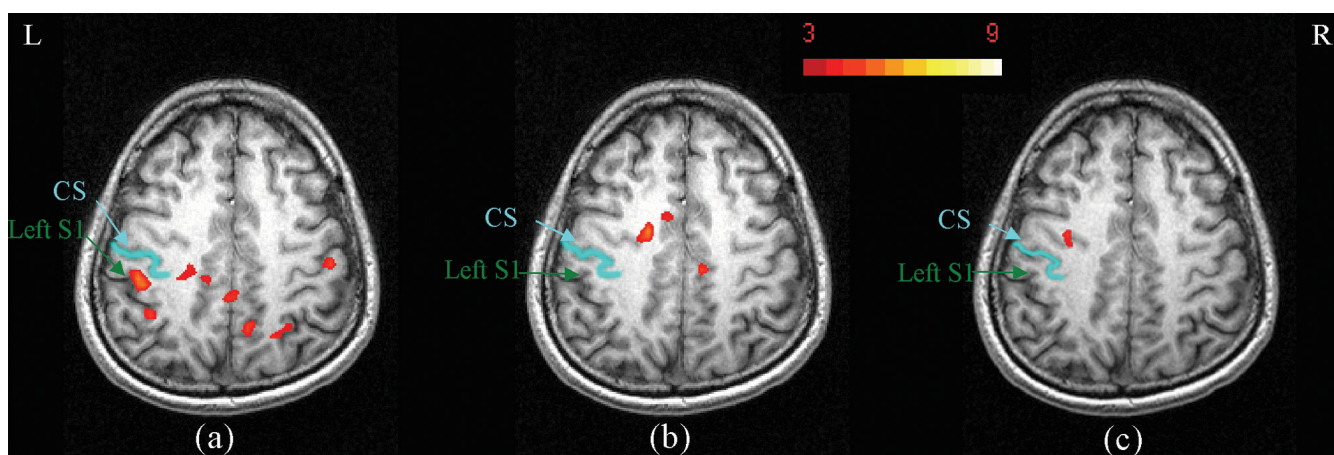 L
3 9
R
CS
Left S1
CS
Left S1
CS
Left S1
(a)
(b)
(c)